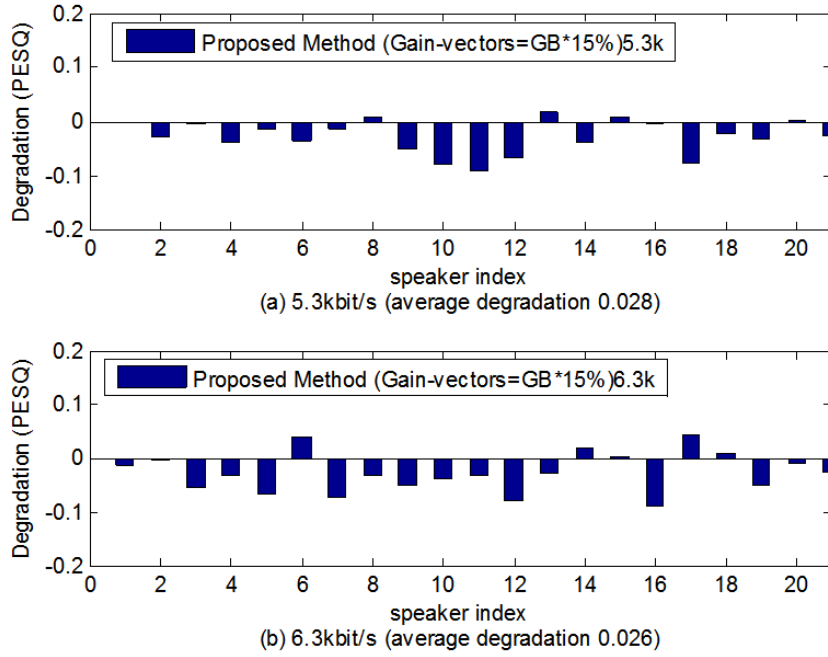 0.2
Proposed Method (Gain-vectors=GB*15%)5.3k
0.1
0
-0.1
-0.2
Degradation (PESQ)
0 2 4 6 8 10 12 14 16 18 20
speaker index
(a) 5.3kbit/s (average degradation 0.028)
0.2
Proposed Method (Gain-vectors=GB*15%)6.3k
0.1
0
-0.1
-0.2
Degradation (PESQ)
0 2 4 6 8 10 12 14 16 18 20
speaker index
(b) 6.3kbit/s (average degradation 0.026)